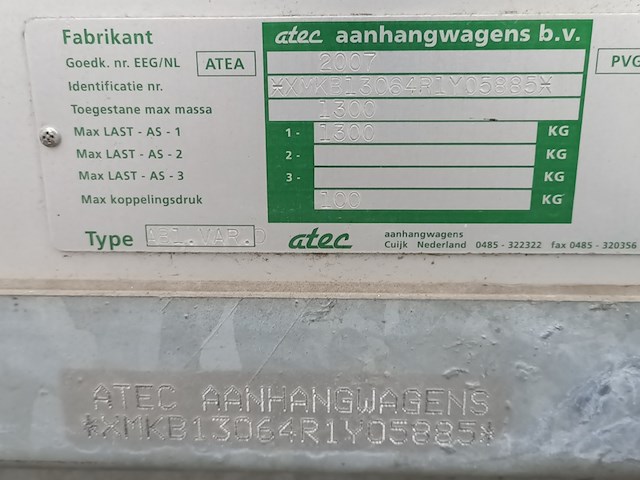 Fabrikant atec aanhangwagens b.v.
Goedk. nr. EEG/NL ATEA 2007 PVG
Identificatie nr. *XMKB13064R1Y05885*
Toegestane max massa 1300
Max LAST - AS - 1 1- 1300 KG
Max LAST - AS - 2 2- KG
Max LAST - AS - 3 3- KG
Max koppelingsdruk 100 KG
Type AB1.VAR.D atec aanhangwagens
Cuijk Nederland 0485 - 322322 fax 0485 - 320356
ATEC AANHANGWAGENS
*XMKB13064R1Y05885*